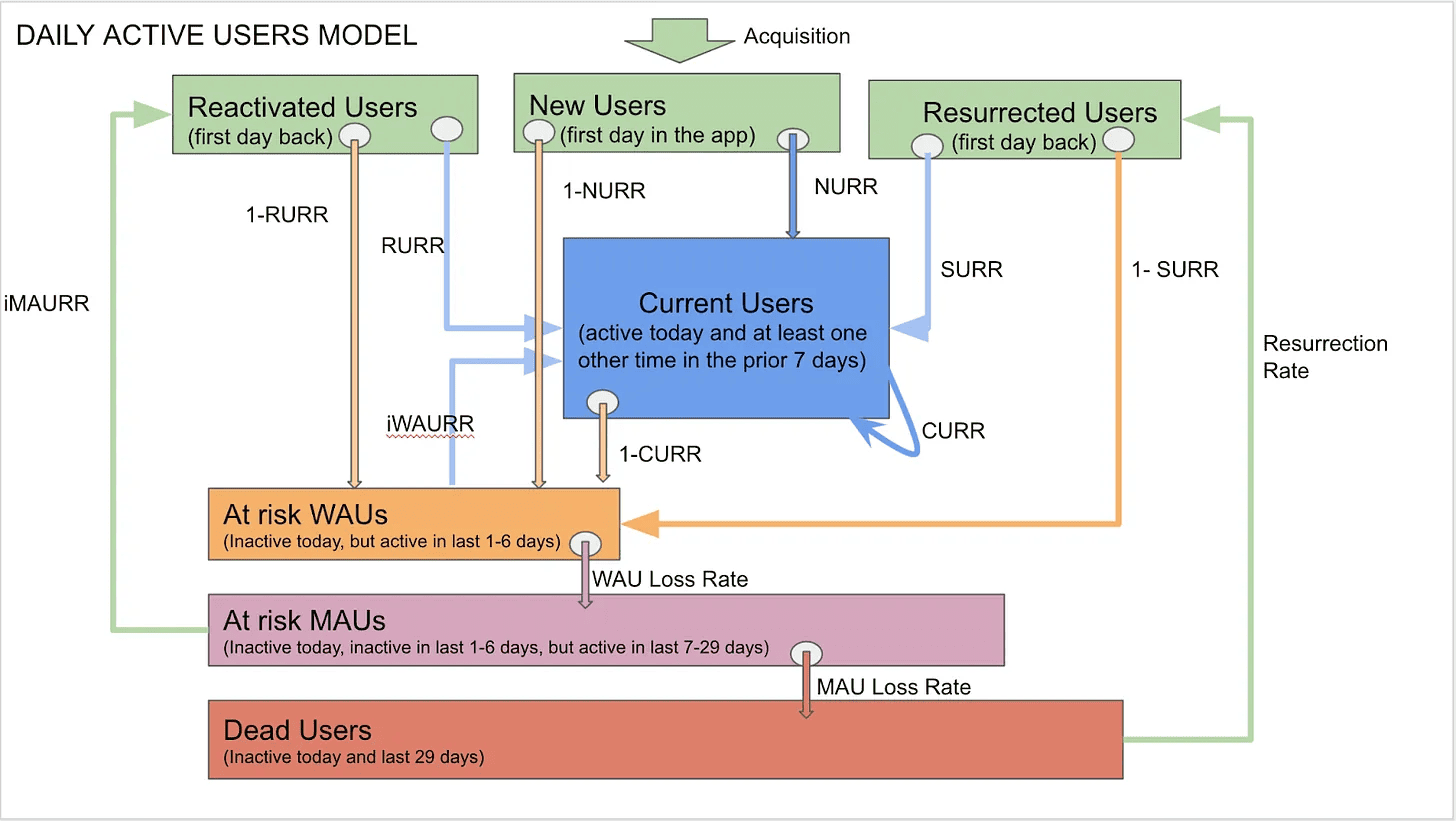 DAILY ACTIVE USERS MODEL
Acquisition
Reactivated Users
(first day back)
New Users
(first day in the app)
Resurrected Users
(first day back)
1-RURR
RURR
1-NURR
NURR
SURR
1- SURR
iMAURR
Current Users
(active today and at least one
other time in the prior 7 days)
Resurrection
Rate
iWAURR
1-CURR
CURR
At risk WAUs
(Inactive today, but active in last 1-6 days)
WAU Loss Rate
At risk MAUs
(Inactive today, inactive in last 1-6 days, but active in last 7-29 days)
MAU Loss Rate
Dead Users
(Inactive today and last 29 days)